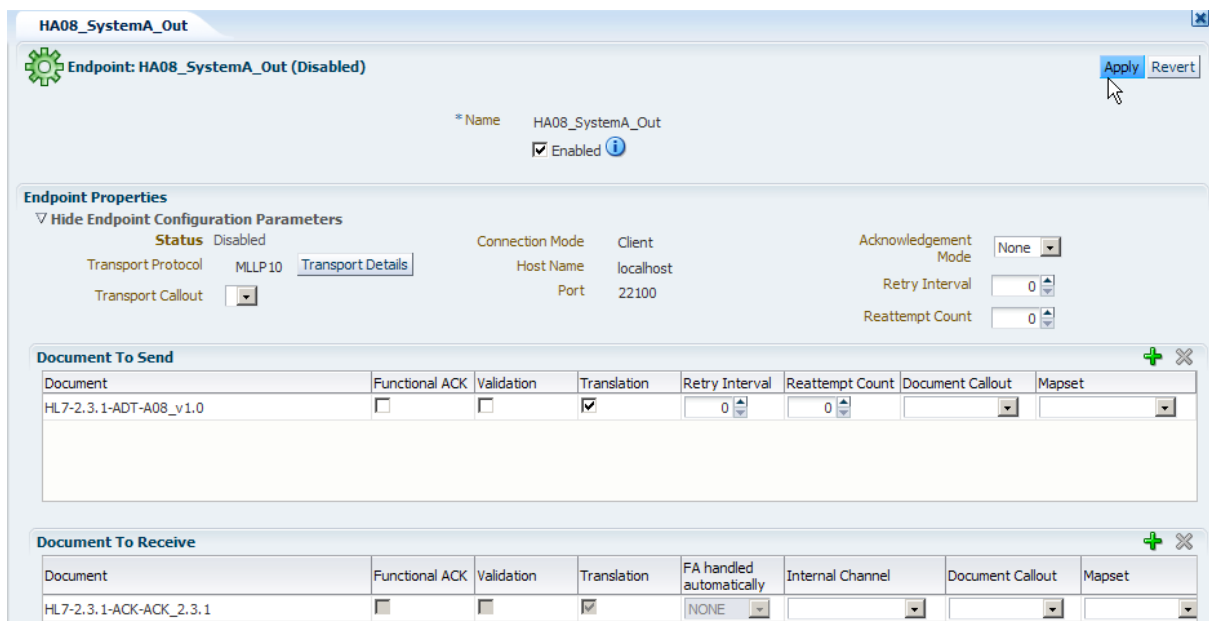 HA08_SystemA_Out
Endpoint: HA08_SystemA_Out (Disabled)
Apply Revert
* Name HA08_SystemA_Out
Enabled
Endpoint Properties
Hide Endpoint Configuration Parameters
Status Disabled Connection Mode Client Acknowledgement Mode None
Transport Protocol MLLP10 Transport Details Host Name localhost Retry Interval 0
Transport Callout Port 22100 Reattempt Count 0
Document To Send
Document Functional ACK Validation Translation Retry Interval Reattempt Count Document Callout Mapset
HL7-2.3.1-ADT-A08_v1.0 0 0
Document To Receive
Document Functional ACK Validation Translation FA handled automatically Internal Channel Document Callout Mapset
HL7-2.3.1-ACK-ACK_2.3.1 NONE